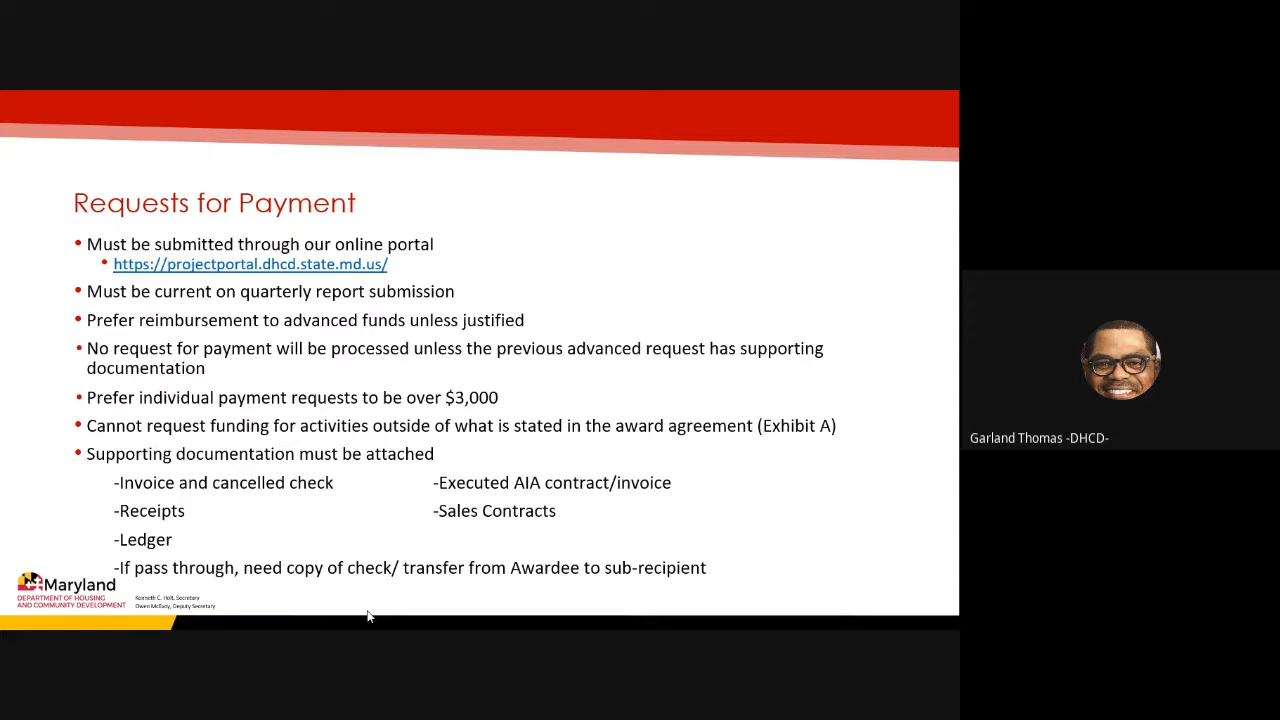 Requests for Payment
• Must be submitted through our online portal
• https://projectportal.dhcd.state.md.us/
• Must be current on quarterly report submission
• Prefer reimbursement to advanced funds unless justified
• No request for payment will be processed unless the previous advanced request has supporting
documentation
• Prefer individual payment requests to be over $3,000
• Cannot request funding for activities outside of what is stated in the award agreement (Exhibit A)
• Supporting documentation must be attached
-Invoice and cancelled check -Executed AIA contract/invoice
-Receipts -Sales Contracts
-Ledger
-If pass through, need copy of check/ transfer from Awardee to sub-recipient
Maryland
DEPARTMENT OF HOUSING
AND COMMUNITY DEVELOPMENT
Kenneth C. Holt, Secretary
Owen McEvoy, Deputy Secretary
Garland Thomas -DHCD-